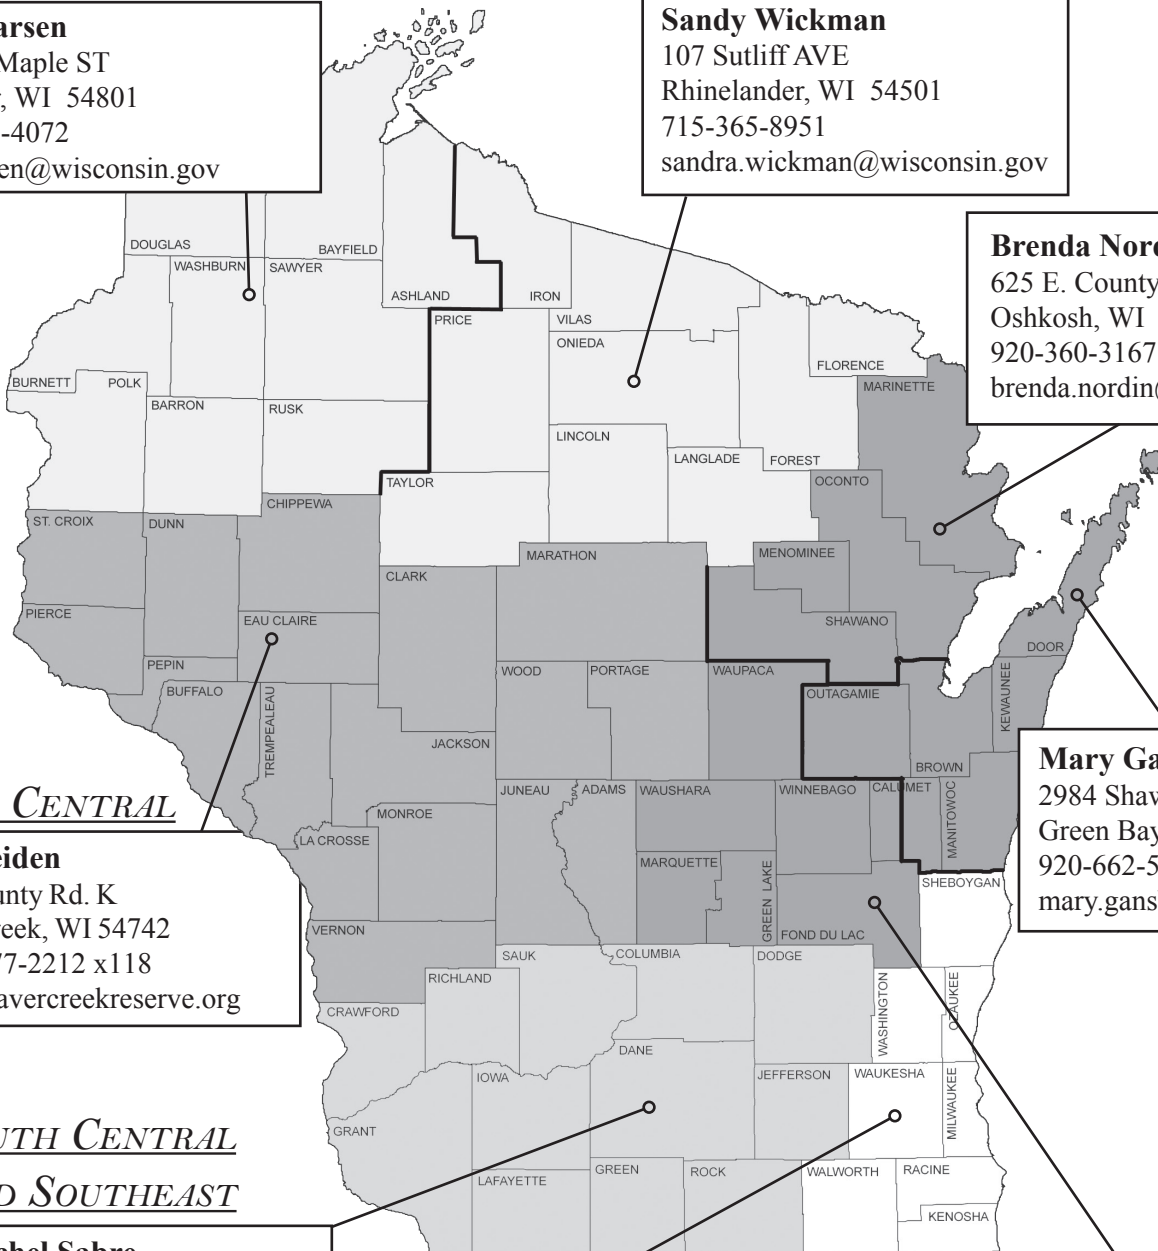 arsen
Maple ST
, WI  54801
-4072
en@wisconsin.gov
Sandy Wickman
107 Sutliff AVE
Rhinelander, WI  54501
715-365-8951
sandra.wickman@wisconsin.gov
Brenda Nord
625 E. County
Oshkosh, WI
920-360-3167
brenda.nordin@
DOUGLAS
BAYFIELD
WASHBURN
SAWYER
ASHLAND
IRON
PRICE
VILAS
ONIEDA
FLORENCE
BURNETT
POLK
MARINETTE
BARRON
RUSK
LINCOLN
LANGLADE
FOREST
TAYLOR
OCONTO
CHIPPEWA
ST. CROIX
DUNN
MARATHON
MENOMINEE
CLARK
PIERCE
EAU CLAIRE
SHAWANO
DOOR
PEPIN
WOOD
PORTAGE
WAUPACA
BUFFALO
TREMPEALEAU
OUTAGAMIE
KEWAUNEE
JACKSON
BROWN
Mary Ga
2984 Shaw
Green Bay
920-662-5
mary.gans
CENTRAL
JUNEAU
ADAMS
WAUSHARA
WINNEBAGO
CALUMET
MANITOWOC
MONROE
LA CROSSE
eiden
unty Rd. K
reek, WI 54742
77-2212 x118
avercreekreserve.org
MARQUETTE
GREEN LAKE
SHEBOYGAN
VERNON
FOND DU LAC
SAUK
COLUMBIA
DODGE
RICHLAND
WASHINGTON
OZAUKEE
CRAWFORD
DANE
IOWA
JEFFERSON
WAUKESHA
MILWAUKEE
GRANT
UTH CENTRAL
D SOUTHEAST
LAFAYETTE
GREEN
ROCK
WALWORTH
RACINE
KENOSHA
chel Sabre